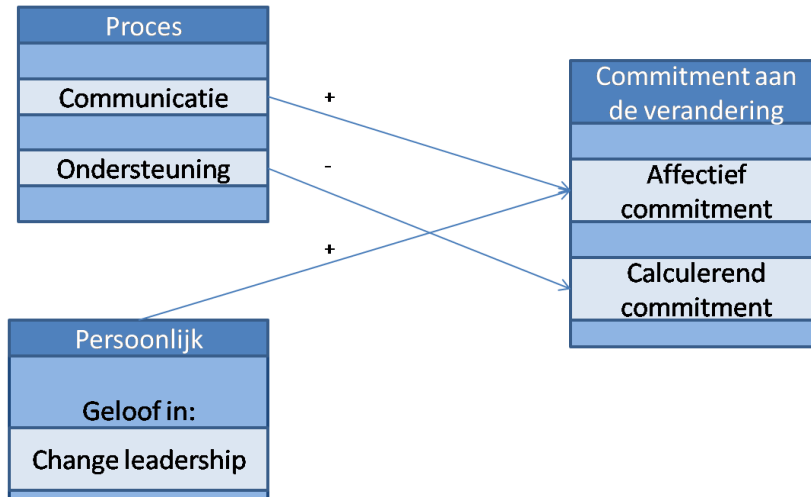 Proces
Communicatie
Ondersteuning
+
-
+
Commitment aan
de verandering
Affectief
commitment
Calculerend
commitment
Persoonlijk
Geloof in:
Change leadership